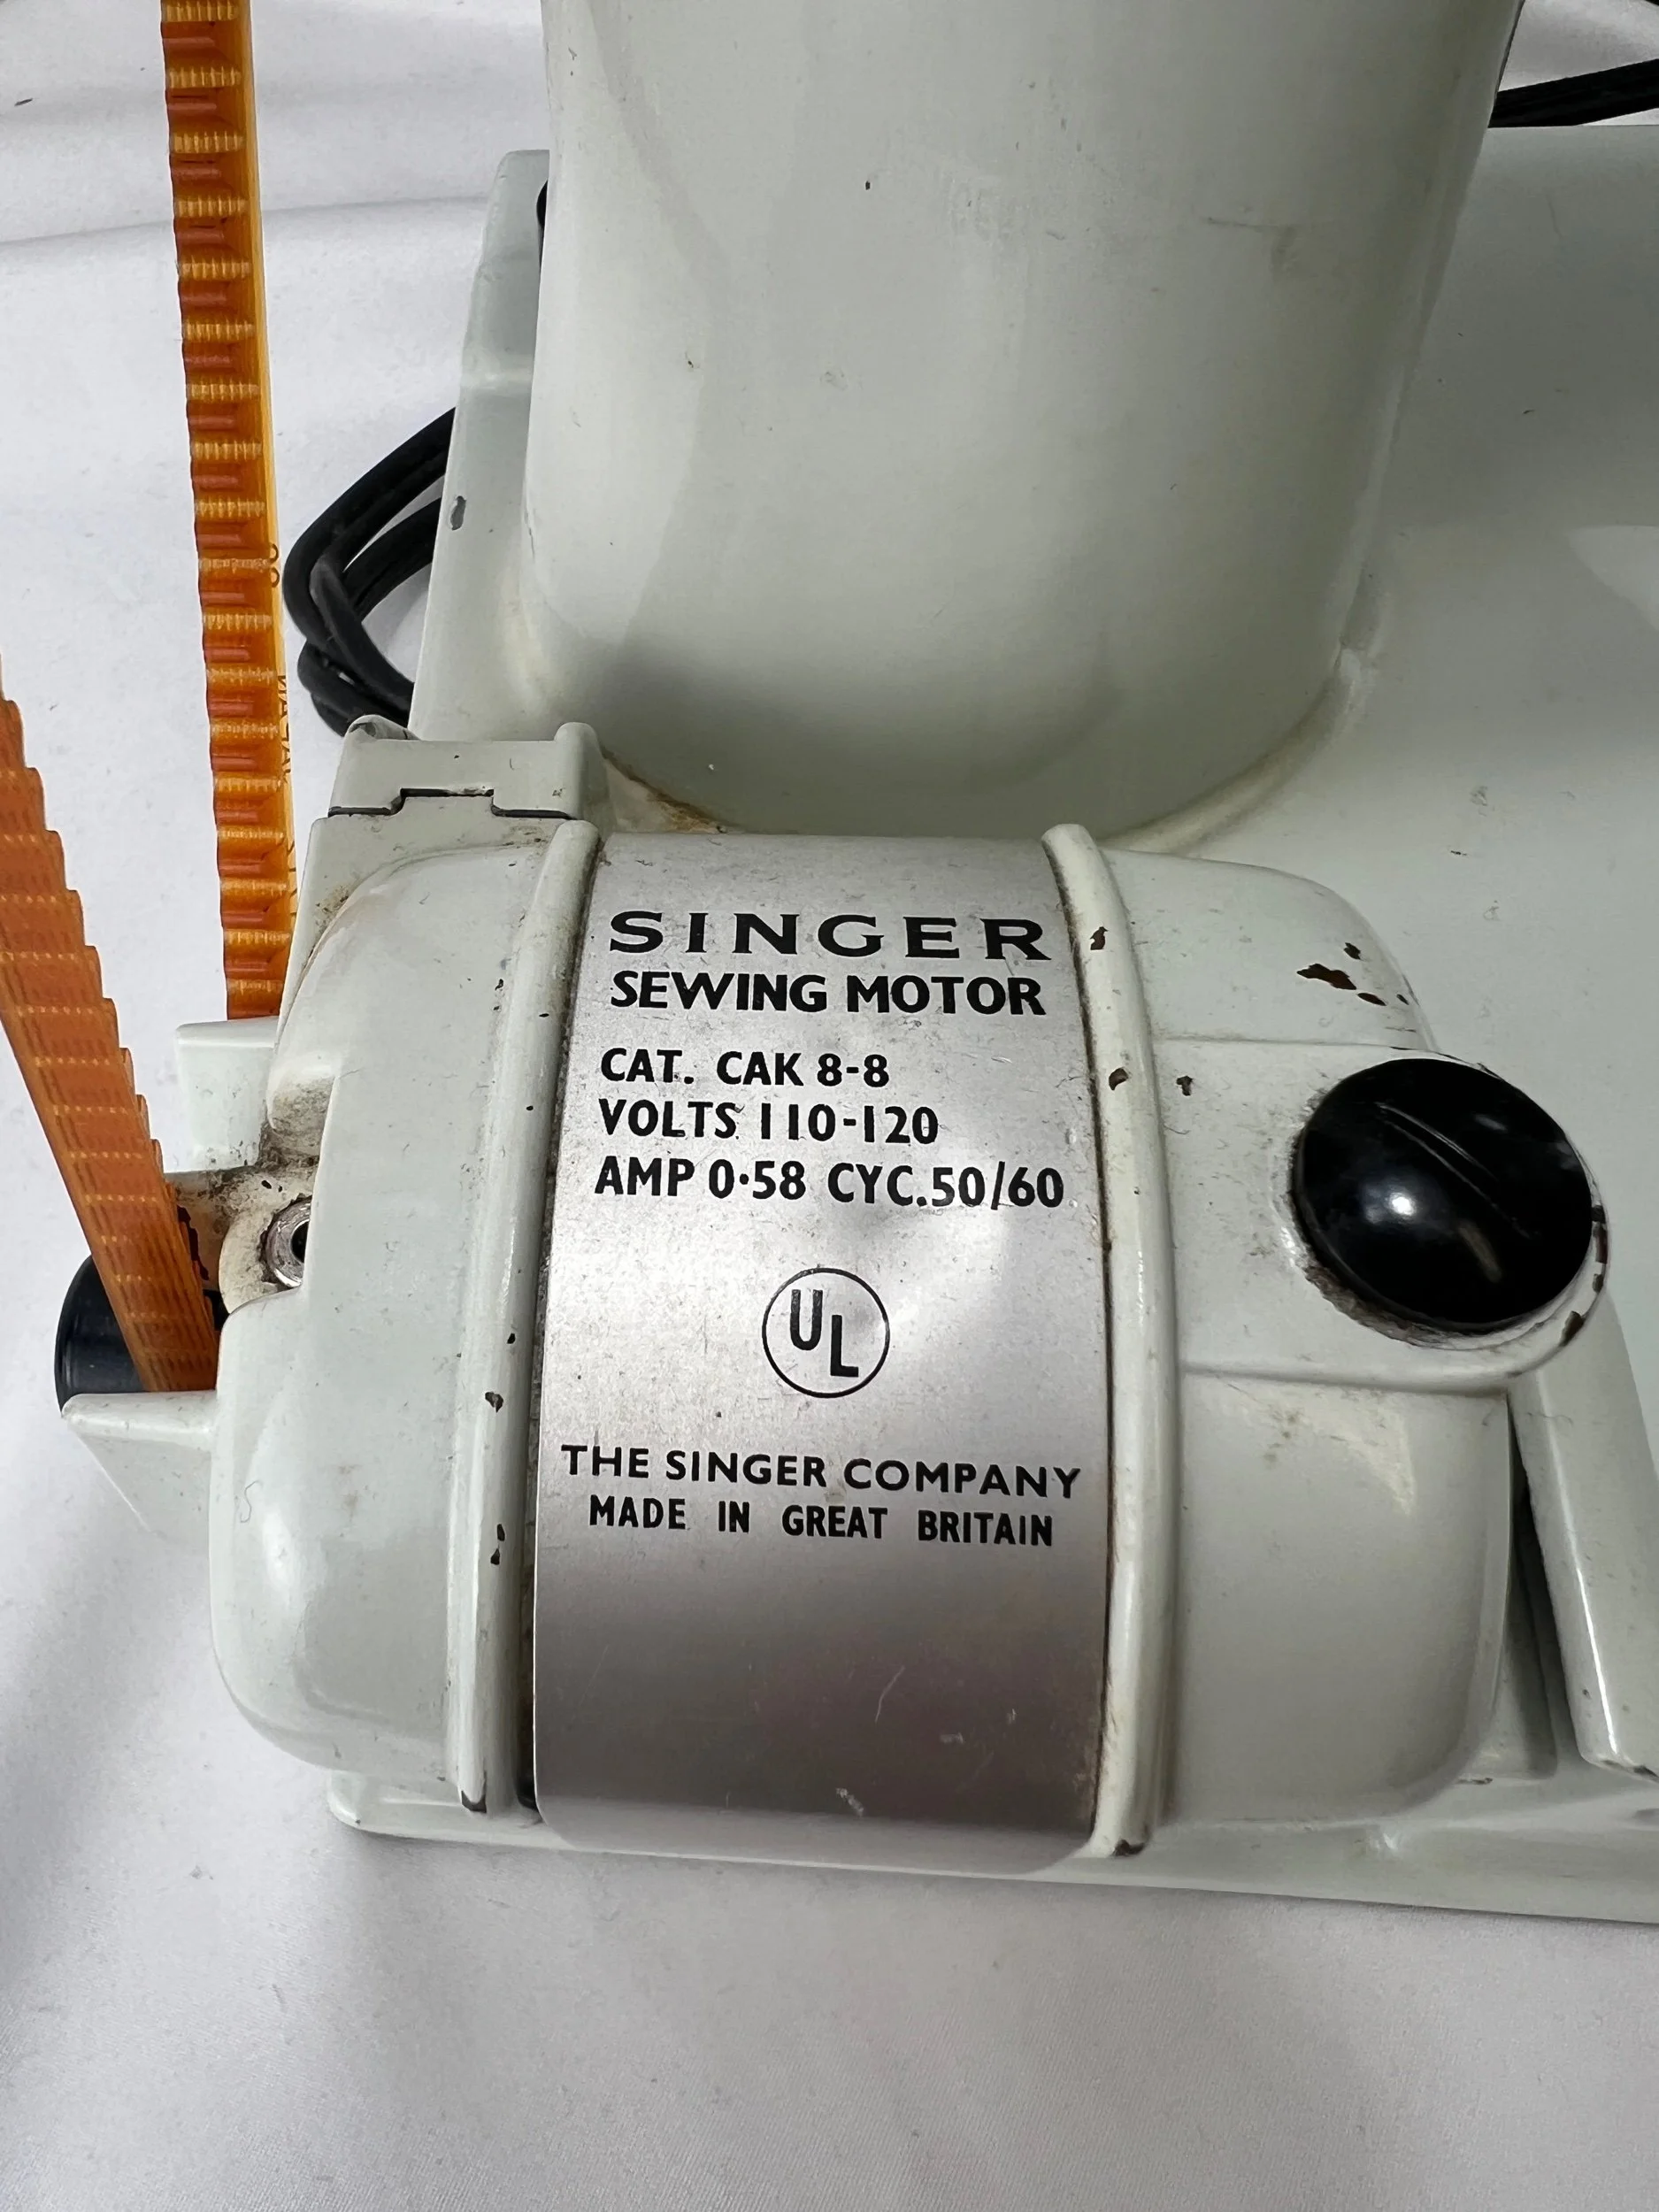 SINGER
SEWING MOTOR
CAT. CAK 8-8
VOLTS 110-120
AMP 0·58 CYC.50/60
UL
THE SINGER COMPANY
MADE IN GREAT BRITAIN